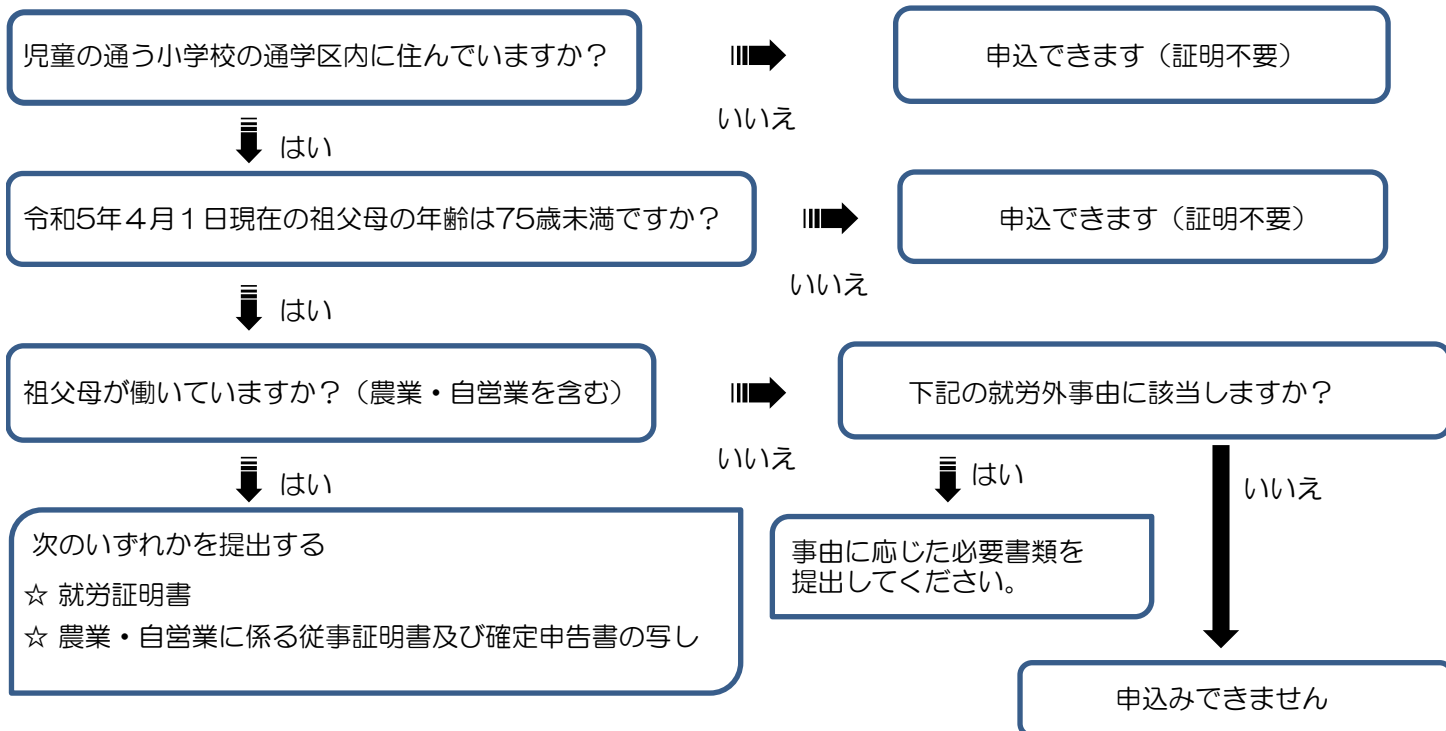 児童の通う小学校の通学区内に住んでいますか？
いいえ
申込できます（証明不要）
はい
令和5年４月１日現在の祖父母の年齢は75歳未満ですか？
いいえ
申込できます（証明不要）
はい
祖父母が働いていますか？（農業・自営業を含む）
いいえ
下記の就労外事由に該当しますか？
はい
次のいずれかを提出する
☆ 就労証明書
☆ 農業・自営業に係る従事証明書及び確定申告書の写し
はい
事由に応じた必要書類を
提出してください。
いいえ
申込みできません